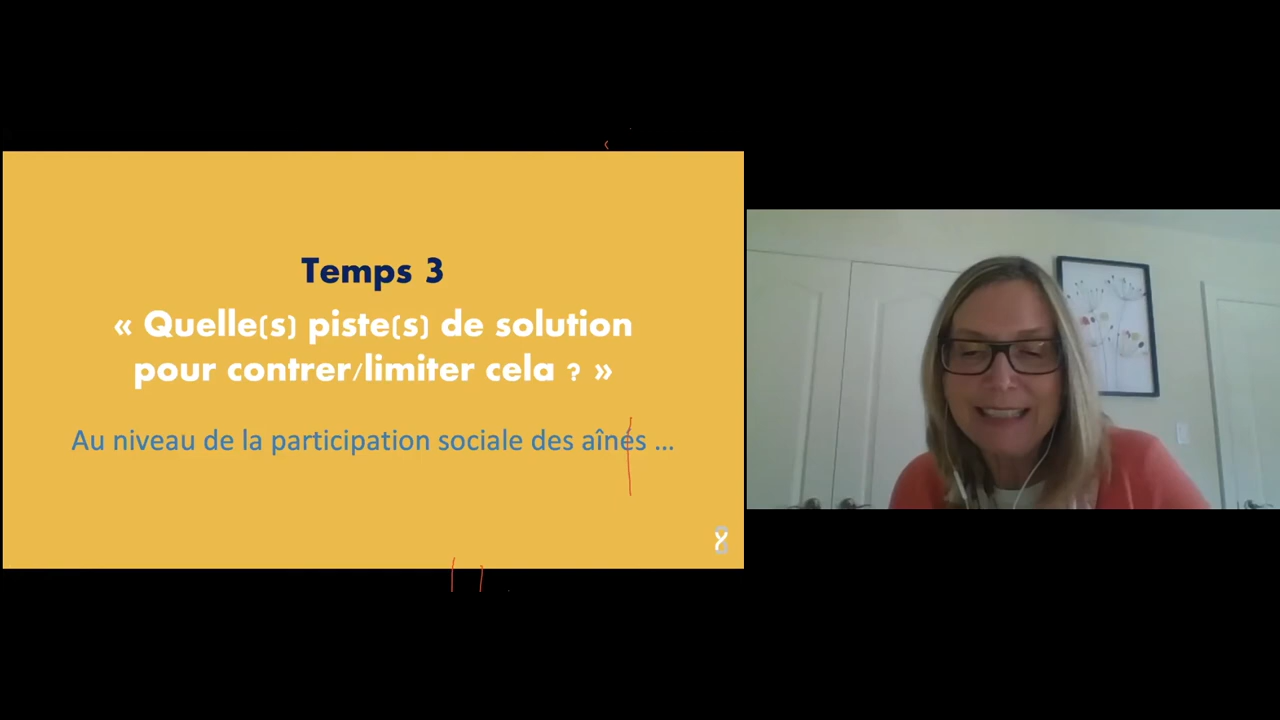 Temps 3
« Quelle(s) piste(s) de solution
pour contrer/limiter cela ? »
Au niveau de la participation sociale des aînés ...